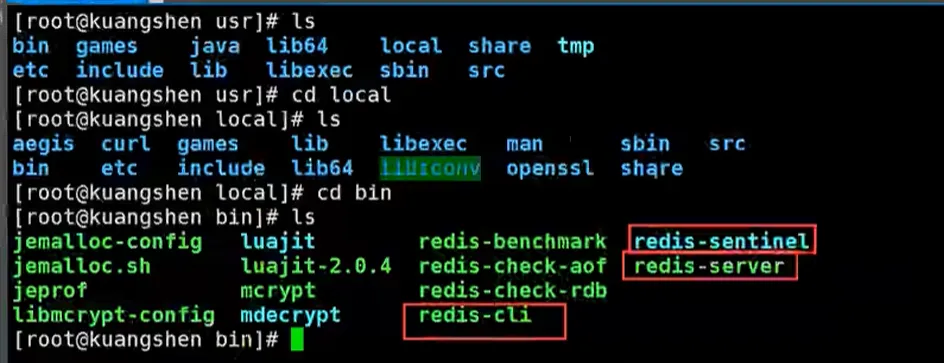 [root@kuangshen usr]# ls
bin games java lib64 local share tmp
etc include lib libexec sbin src
[root@kuangshen usr]# cd local
[root@kuangshen local]# ls
aegis curl games lib libexec man sbin src
bin etc include lib64 openssl share
[root@kuangshen local]# cd bin
[root@kuangshen bin]# ls
jemalloc-config luajit redis-benchmark redis-sentinel
jemalloc.sh luajit-2.0.4 redis-check-aof redis-server
jeprof mcrypt redis-check-rdb
libmcrypt-config mdecrypt redis-cli
[root@kuangshen bin]#